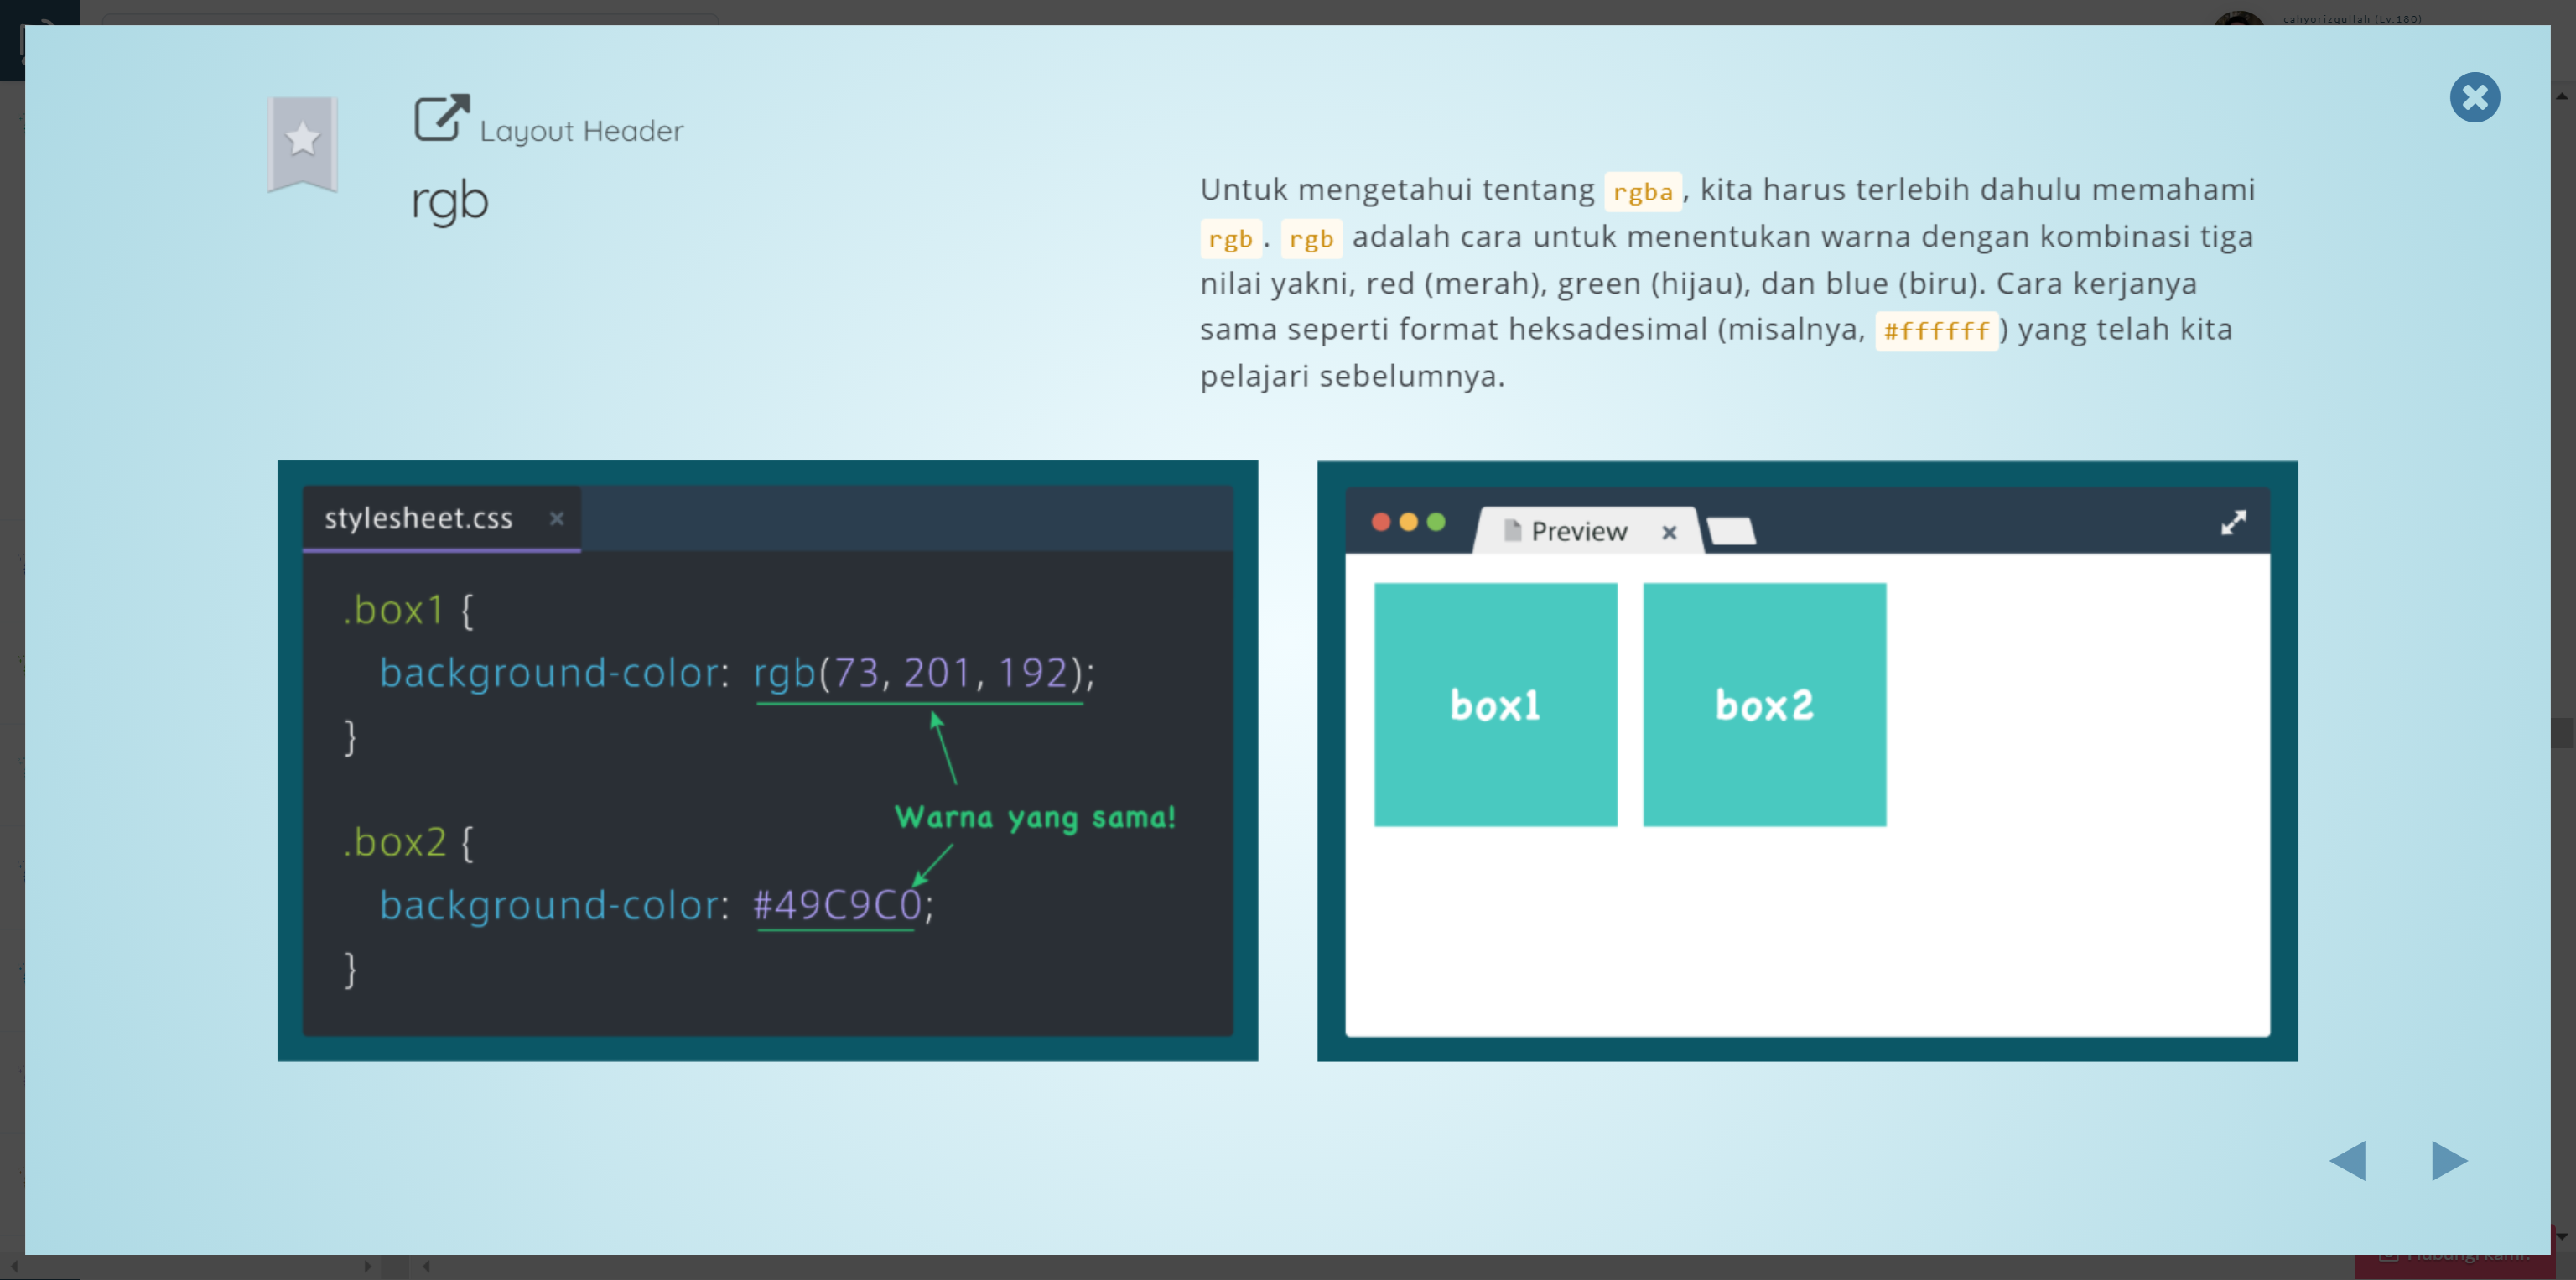 cahyorizqullah (Lv.180)
Layout Header
rgb
Untuk mengetahui tentang rgba, kita harus terlebih dahulu memahami
rgb. rgb adalah cara untuk menentukan warna dengan kombinasi tiga
nilai yakni, red (merah), green (hijau), dan blue (biru). Cara kerjanya
sama seperti format heksadesimal (misalnya, #ffffff) yang telah kita
pelajari sebelumnya.
stylesheet.css
.box1 {
background-color: rgb(73, 201, 192);
}
Warna yang sama!
.box2 {
background-color: #49C9C0;
}
Preview
box1
box2
Hubungi kami!